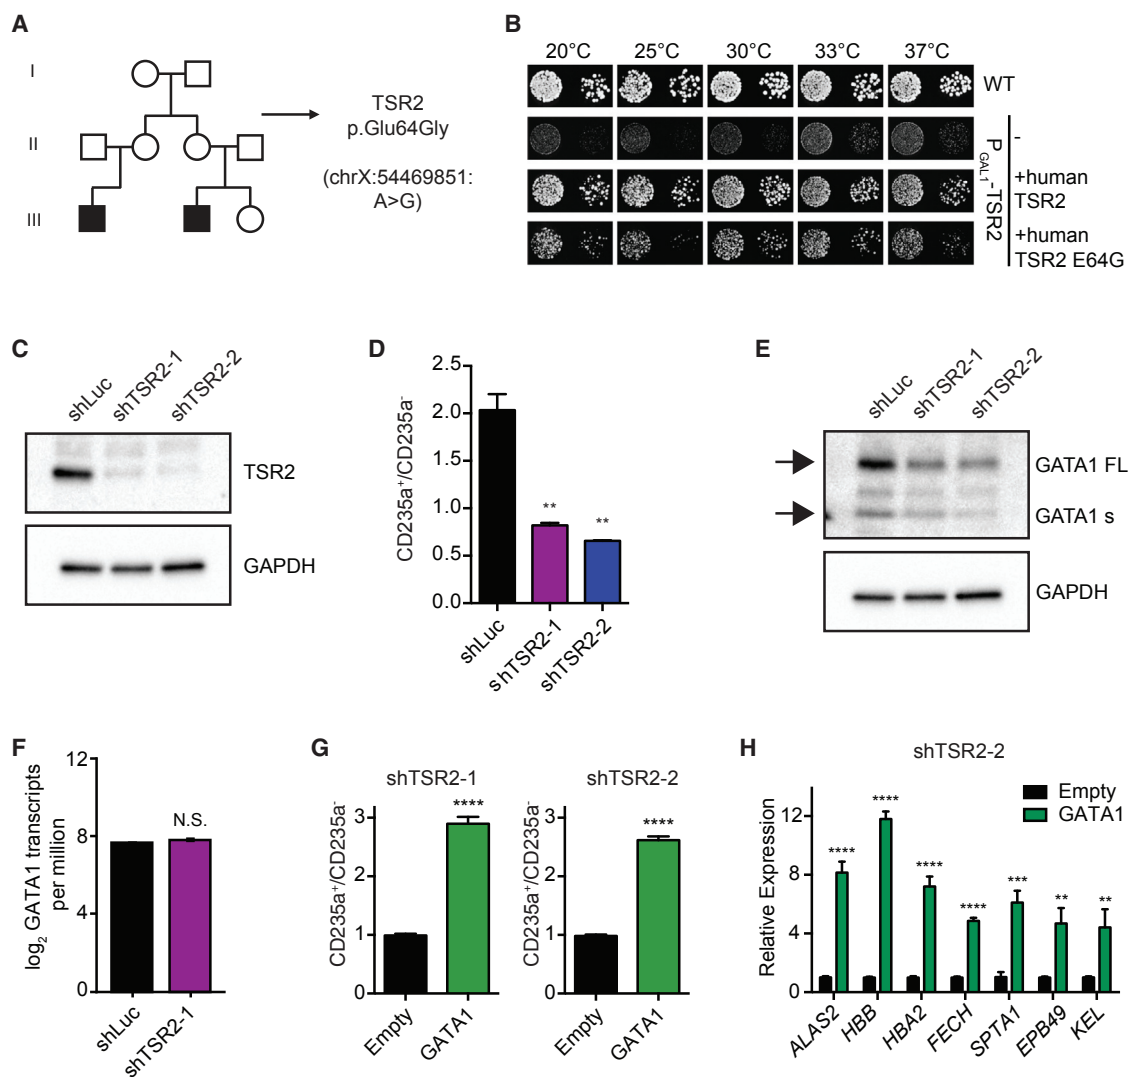 A
I
II
III
TSR2
p.Glu64Gly
(chrX:54469851:
A>G)
B
20°C 25°C 30°C 33°C 37°C
WT
-
+human
TSR2
+human
TSR2 E64G
P GAL1-TSR2
C
shLuc shTSR2-1 shTSR2-2
TSR2
GAPDH
D
CD235a+/CD235a-
2.5
2.0
1.5
1.0
0.5
0.0
** **
shLuc shTSR2-1 shTSR2-2
E
shLuc shTSR2-1 shTSR2-2
GATA1 FL
GATA1 s
GAPDH
F
log2 GATA1 transcripts
per million
12
8
4
0
N.S.
shLuc shTSR2-1
G
shTSR2-1
CD235a+/CD235a-
3
2
1
0
****
Empty GATA1
shTSR2-2
CD235a+/CD235a-
3
2
1
0
****
Empty GATA1
H
shTSR2-2
Empty
GATA1
Relative Expression
12
8
4
0
**** **** **** **** *** ** **
ALAS2 HBB HBA2 FECH SPTA1 EPB49 KEL